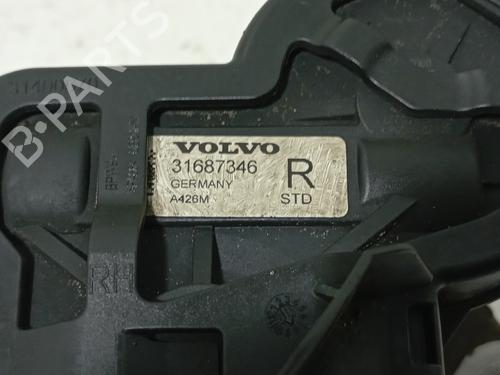 B-PARTS
VOLVO
31687346
R
GERMANY
A426M
STD
RH